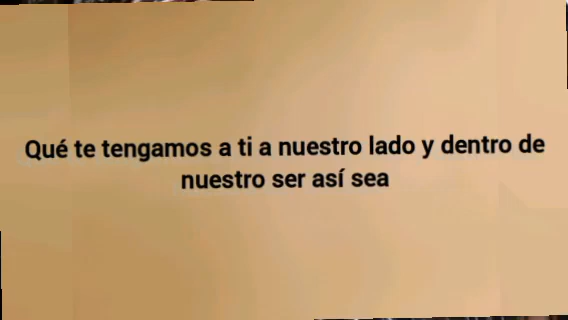 Qué te tengamos a ti a nuestro lado y dentro de
nuestro ser así sea